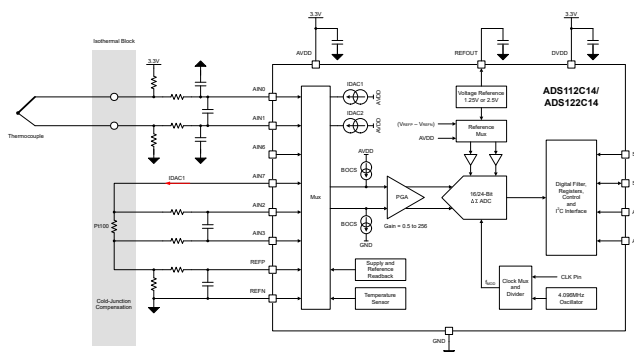 3.3V
3.3V
Isothermal Block
AVDD
REFOUT
DVDD
3.3V
ADS112C14/
ADS122C14
AIN0
IDAC1
AVDD
Voltage Reference
1.25V or 2.5V
Thermocouple
AIN1
IDAC2
AVDD
(VREFP – VREFN)
AVDD
Reference
Mux
AIN6
AVDD
BOCS
IDAC1
AIN7
Mux
PGA
16/24-Bit
ΔΣ ADC
Digital Filter,
Registers,
Control
and
I²C Interface
S
S
A
A
AIN2
Pt100
BOCS
AIN3
GND
Gain = 0.5 to 256
REFP
Supply and
Reference
Readback
fMOD
Clock Mux
and
Divider
CLK Pin
REFN
Temperature
Sensor
4.096MHz
Oscillator
Cold-Junction
Compensation
GND